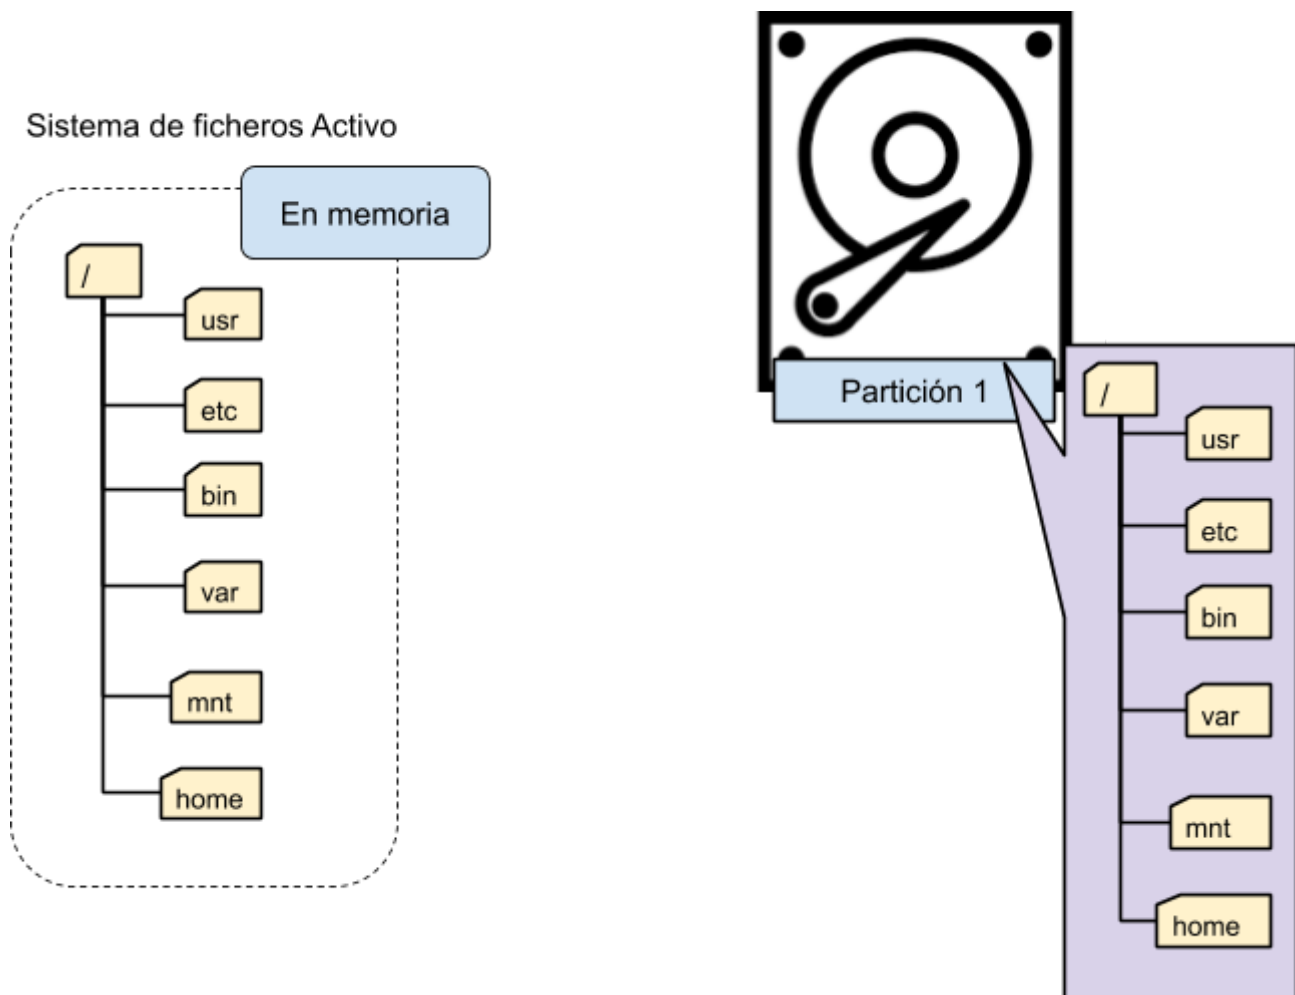 Sistema de ficheros Activo
En memoria
/
usr
etc
bin
var
mnt
home
Partición 1
/
usr
etc
bin
var
mnt
home